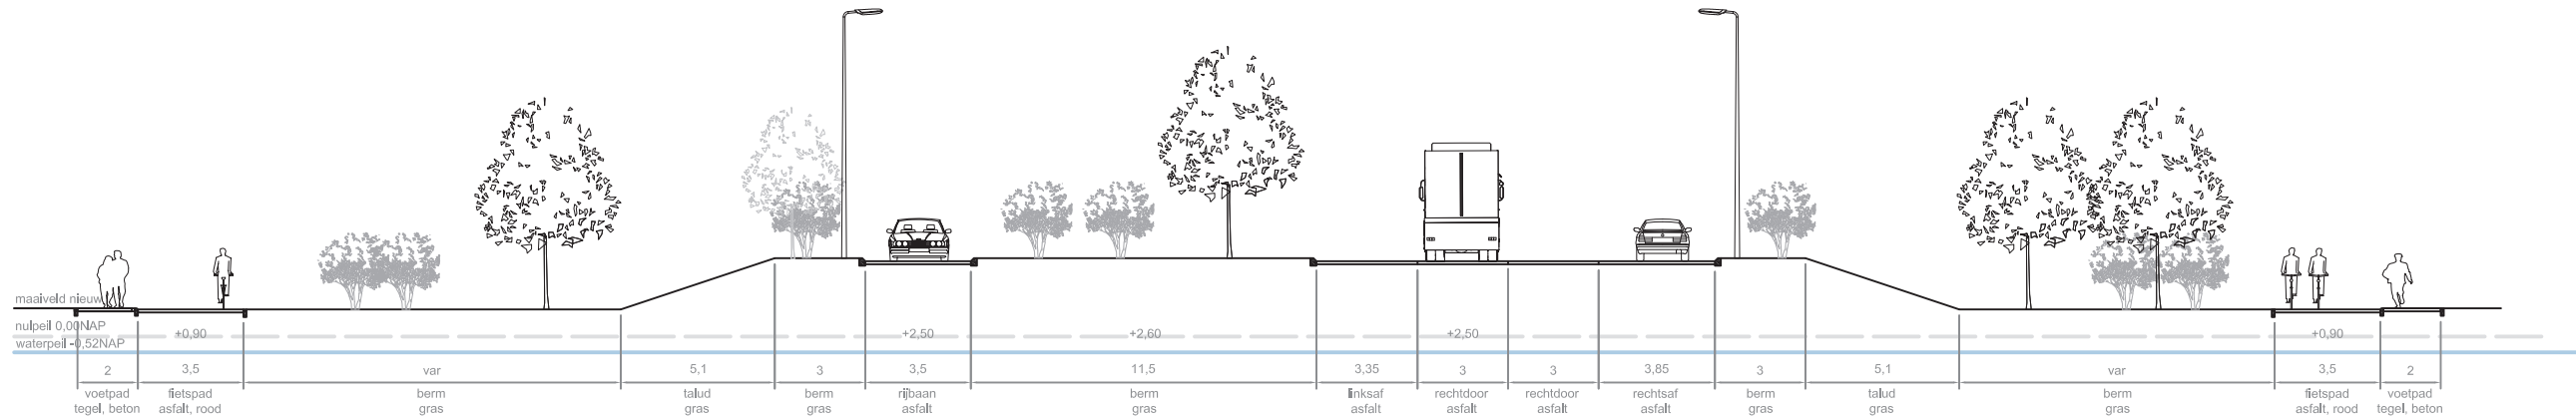 maaiveld nieuw
nulpeil 0,00NAP
+0,90
+2,50
+2,60
+2,50
+0,90
waterpeil -0,52NAP
2
3,5
var
5,1
3
3,5
11,5
3,35
3
3
3,85
3
5,1
var
3,5
2
voetpad
tegel, beton
fietspad
asfalt, rood
berm
gras
talud
gras
berm
gras
rijbaan
asfalt
berm
gras
linksaf
asfalt
rechtdoor
asfalt
rechtdoor
asfalt
rechtsaf
asfalt
berm
gras
talud
gras
berm
gras
fietspad
asfalt, rood
voetpad
tegel, beton